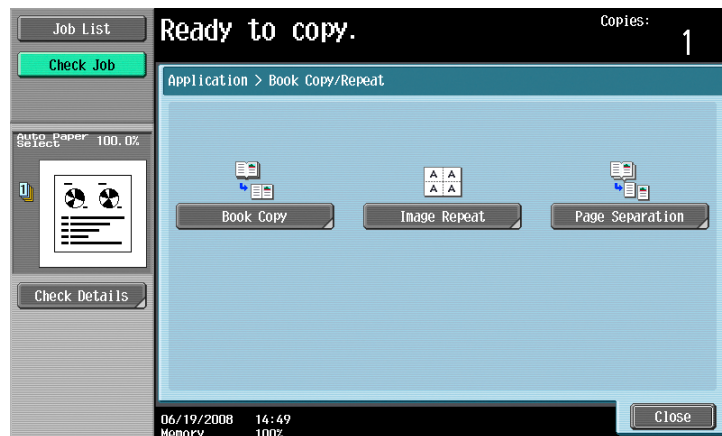 Job List
Check Job
Ready to copy.
Copies:
1
Application > Book Copy/Repeat
Auto Paper
Select
100.0%
1
A A
A A
Book Copy
Image Repeat
Page Separation
Check Details
Close
06/19/2008 14:49
Memory 100%